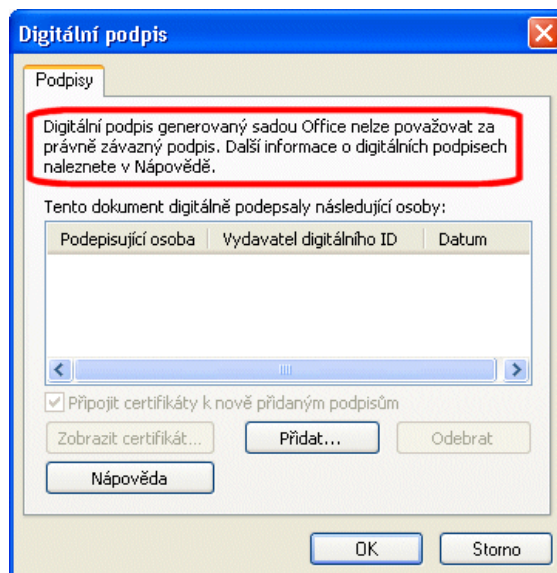 Digitální podpis
Podpisy
Digitální podpis generovaný sadou Office nelze považovat za
právně závazný podpis. Další informace o digitálních podpisech
naleznete v Nápovědě.
Tento dokument digitálně podepsaly následující osoby:
Podepisující osoba Vydavatel digitálního ID Datum
Připojit certifikáty k nově přidaným podpisům
Zobrazit certifikát... Přidat... Odebrat
Nápověda
OK Storno